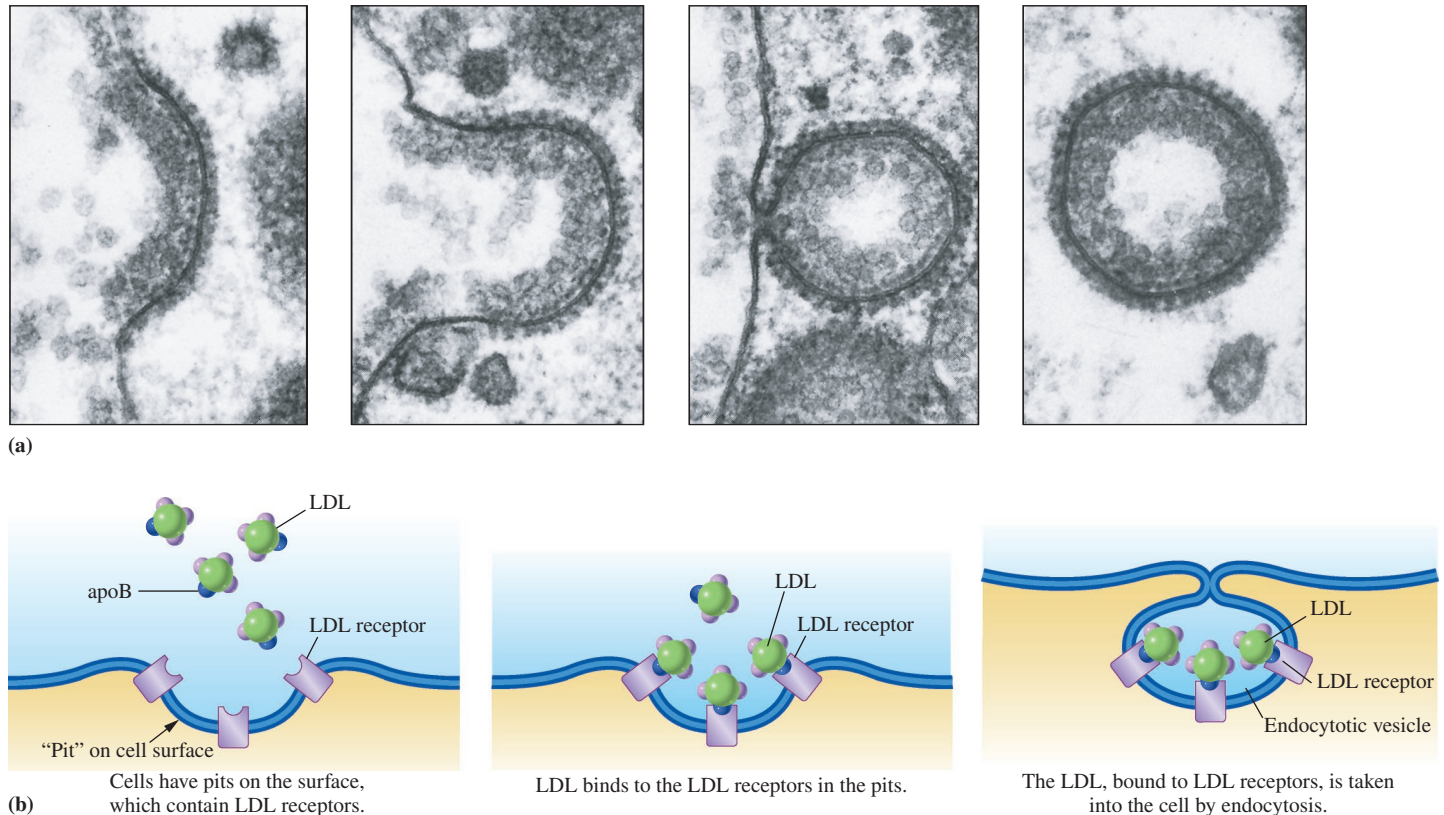 (a)
LDL
apoB
LDL receptor
“Pit” on cell surface
Cells have pits on the surface,
which contain LDL receptors.
LDL
LDL receptor
LDL binds to the LDL receptors in the pits.
LDL
LDL receptor
Endocytotic vesicle
The LDL, bound to LDL receptors, is taken
into the cell by endocytosis.
(b)